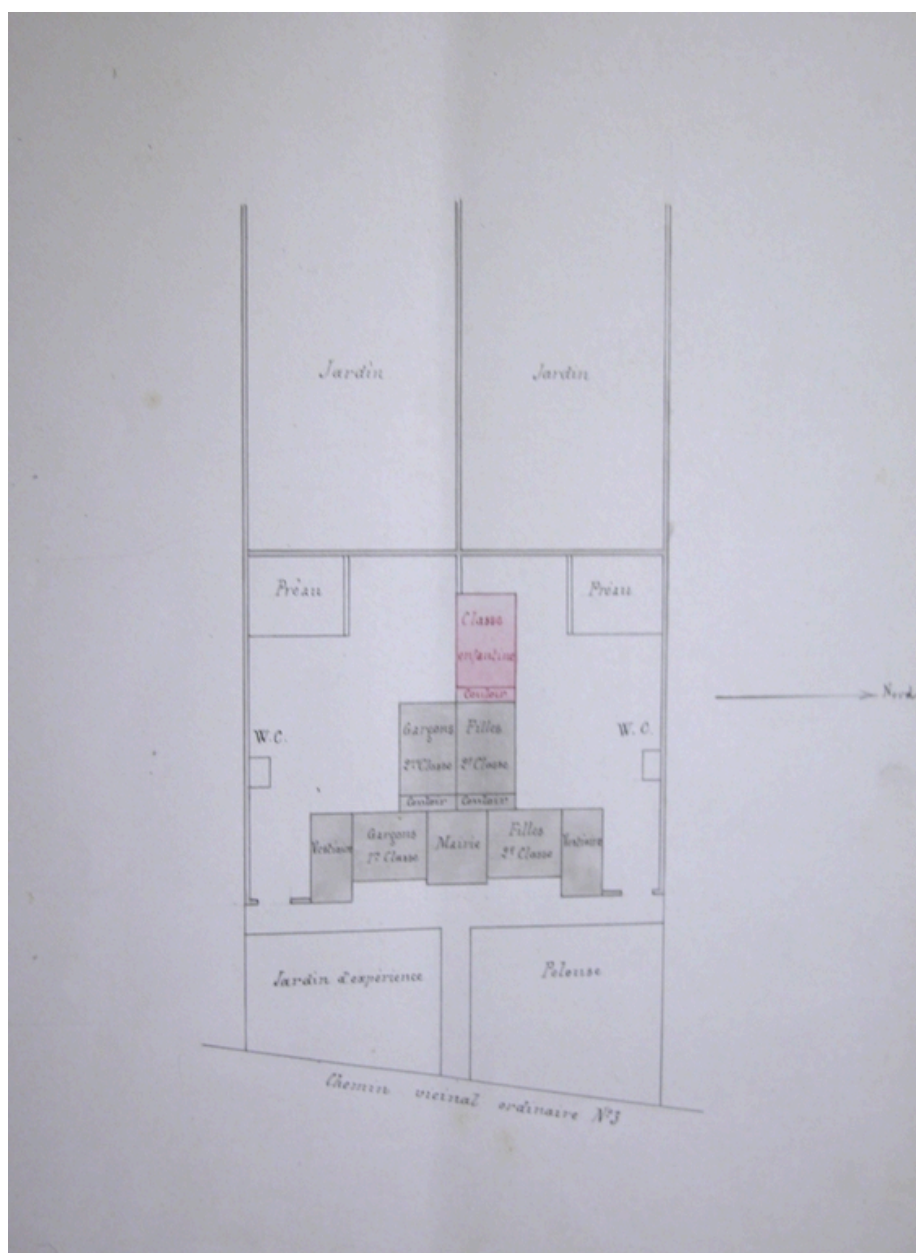 Jardin
Jardin
Préau
Préau
Classe
enfantine
Couloir
Nord
W.C.
W.C.
Garçons
2e Classe
Filles
2e Classe
Couloir
Couloir
Vestiaire
Garçons
1re Classe
Mairie
Filles
2e Classe
Vestiaire
Jardin d'expérience
Pelouse
Chemin vicinal ordinaire N°3